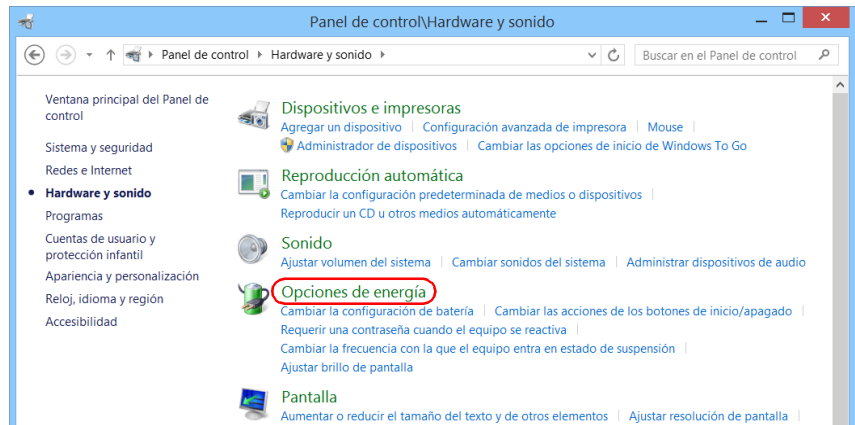 Panel de control\Hardware y sonido
Panel de control Hardware y sonido
Buscar en el Panel de control
Ventana principal del Panel de
control
Sistema y seguridad
Redes e Internet
Hardware y sonido
Programas
Cuentas de usuario y
protección infantil
Apariencia y personalización
Reloj, idioma y región
Accesibilidad
Dispositivos e impresoras
Agregar un dispositivo Configuración avanzada de impresora Mouse
Administrador de dispositivos Cambiar las opciones de inicio de Windows To Go
Reproducción automática
Cambiar la configuración predeterminada de medios o dispositivos
Reproducir un CD u otros medios automáticamente
Sonido
Ajustar volumen del sistema Cambiar sonidos del sistema Administrar dispositivos de audio
Opciones de energía
Cambiar la configuración de batería Cambiar las acciones de los botones de inicio/apagado
Requerir una contraseña cuando el equipo se reactiva
Cambiar la frecuencia con la que el equipo entra en estado de suspensión
Ajustar brillo de pantalla
Pantalla
Aumentar o reducir el tamaño del texto y de otros elementos Ajustar resolución de pantalla